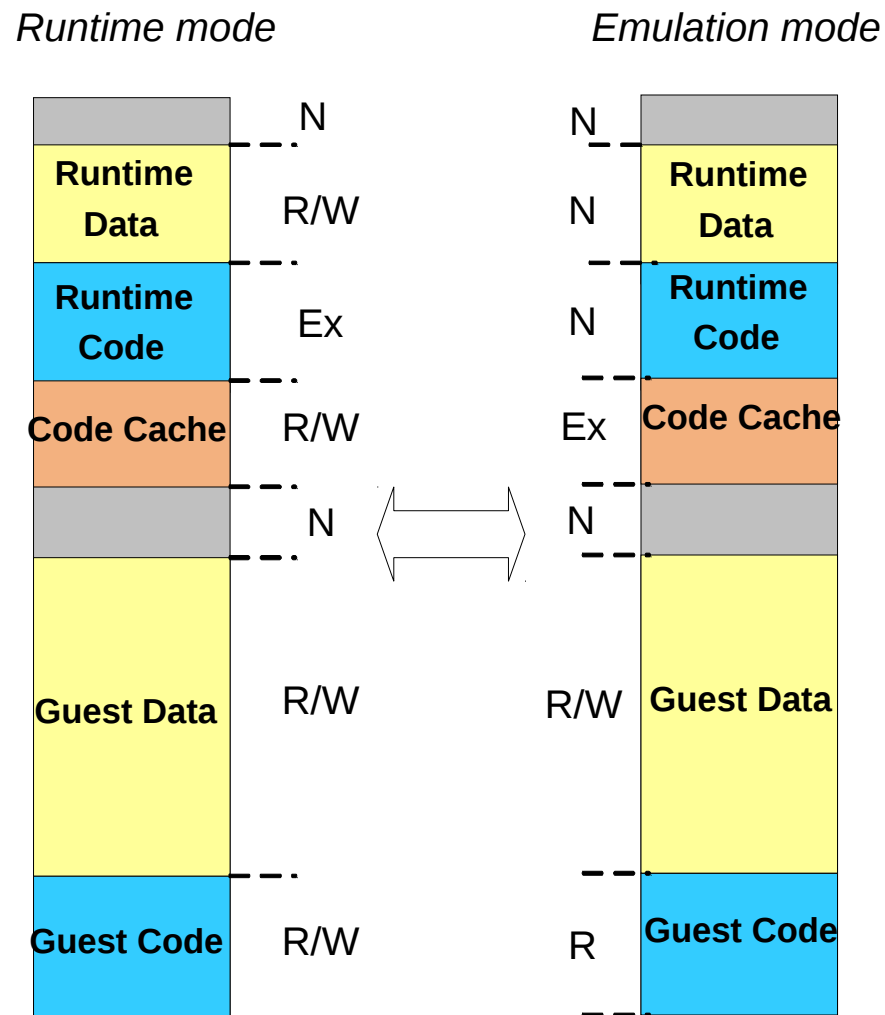 Runtime mode
Emulation mode
N
N
Runtime
Data
R/W
N
Runtime
Data
Runtime
Code
Ex
N
Runtime
Code
Code Cache
R/W
Ex
Code Cache
N
N
Guest Data
R/W
R/W
Guest Data
Guest Code
R/W
R
Guest Code